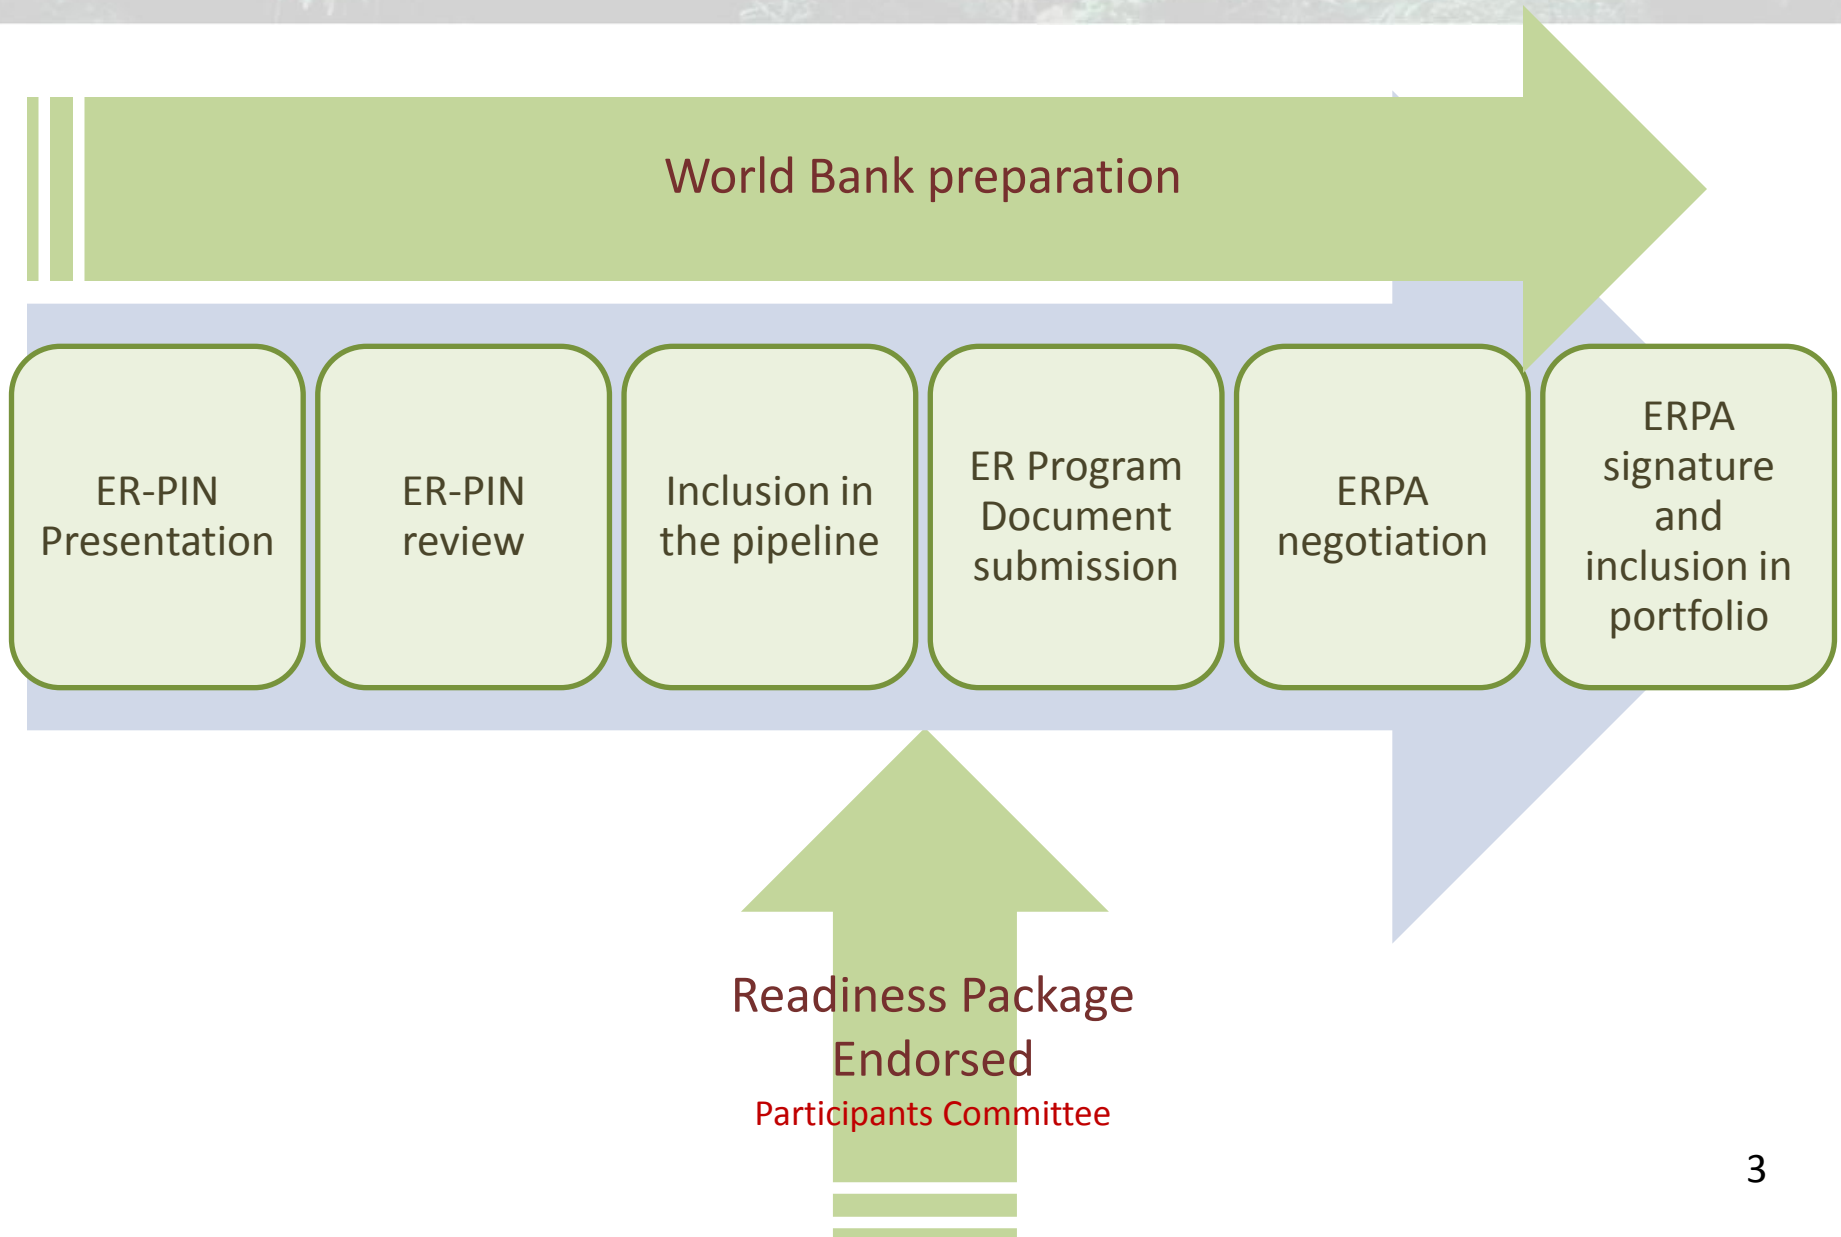 World Bank preparation
ER-PIN
Presentation
ER-PIN
review
Inclusion in
the pipeline
ER Program
Document
submission
ERPA
negotiation
ERPA
signature
and
inclusion in
portfolio
Readiness Package
Endorsed
Participants Committee
3